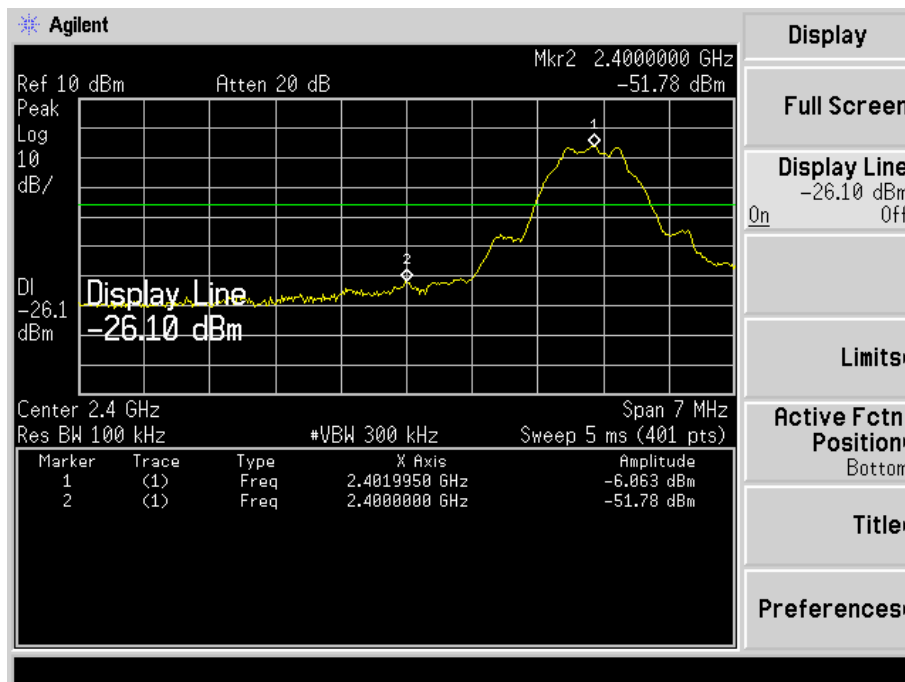 Agilent
Display
Mkr2 2.4000000 GHz
Ref 10 dBm Atten 20 dB -51.78 dBm
Peak
Log
10
dB/
1
2
DI
-26.1
dBm
Display Line
-26.10 dBm
Center 2.4 GHz Span 7 MHz
Res BW 100 kHz #VBW 300 kHz Sweep 5 ms (401 pts)
Marker Trace Type X Axis Amplitude
1 (1) Freq 2.4019950 GHz -6.063 dBm
2 (1) Freq 2.4000000 GHz -51.78 dBm
Full Screen
Display Line
-26.10 dBm
On Off
Limits
Active Fctn
Position
Bottom
Title
Preferences